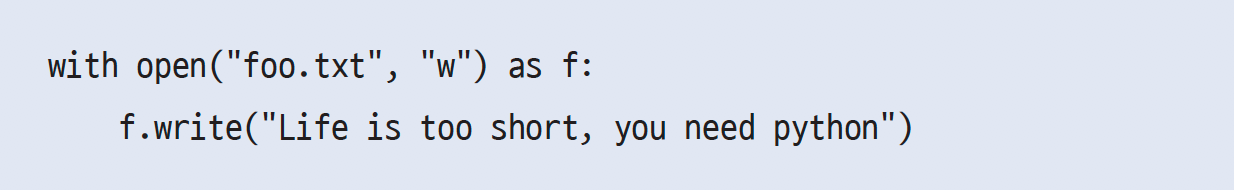 with open("foo.txt", "w") as f:
    f.write("Life is too short, you need python")